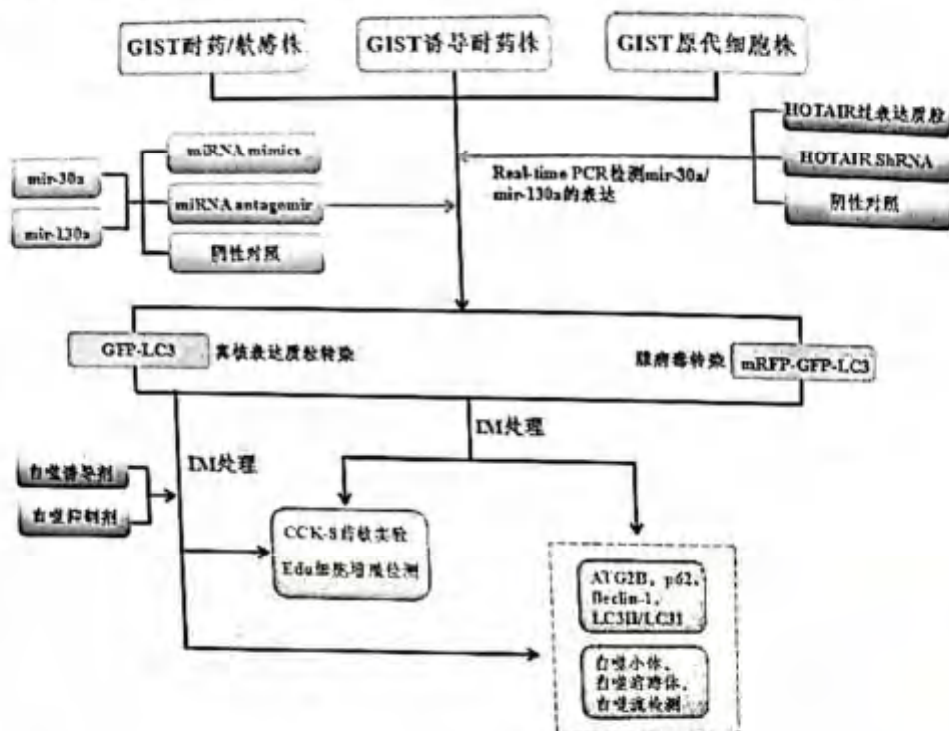 GIST耐药/敏感株
GIST诱导耐药株
GIST原代细胞株
HOTAIR过表达质粒
HOTAIR ShRNA
阴性对照
Real-time PCR检测mir-30a/
mir-130a的表达
miRNA mimics
miRNA antagomir
阴性对照
mir-30a
mir-130a
GFP-LC3
真核表达质粒转染
腺病毒转染
mRFP-GFP-LC3
IM处理
IM处理
自噬诱导剂
自噬抑制剂
CCK-8药敏实验
Edu细胞增殖检测
ATG2B、p62、
Beclin-1、
LC3II/LC3I
自噬小体、
自噬溶酶体、
自噬流检测